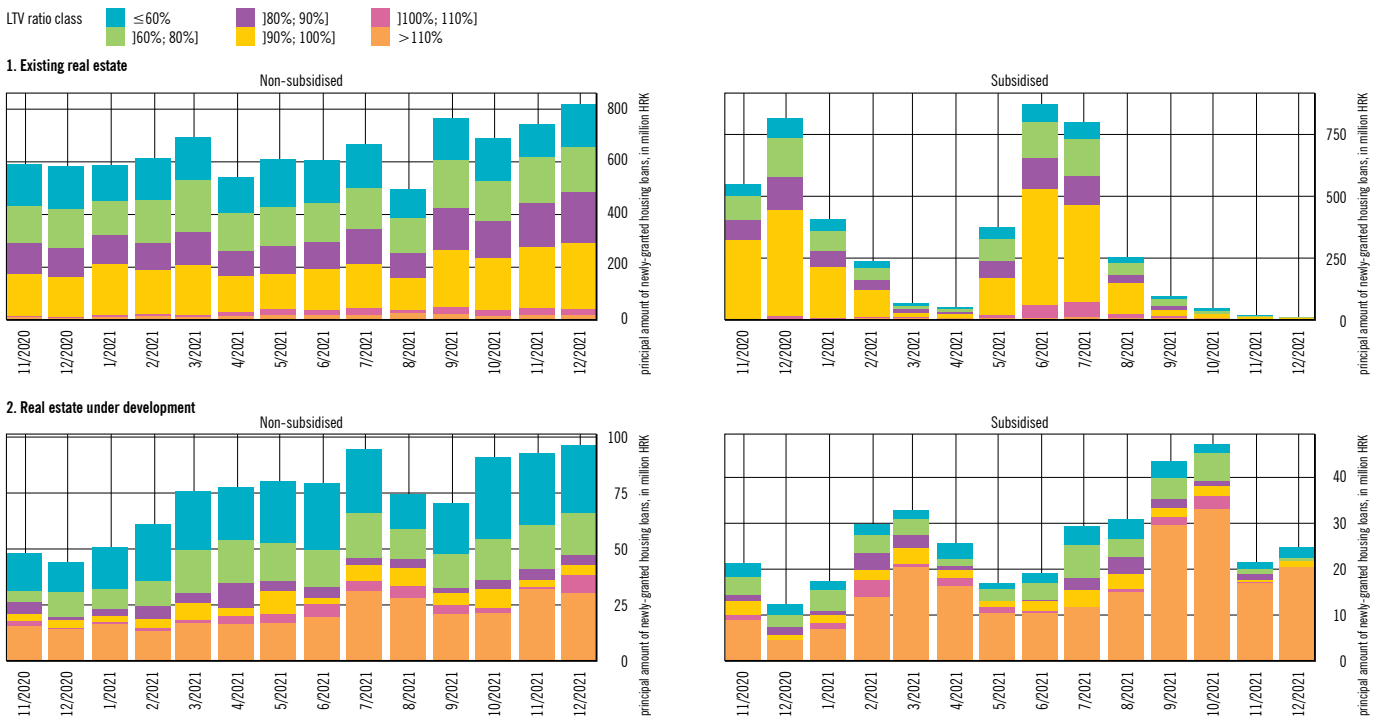 LTV ratio class ≤60% ]80%; 90%] ]100%; 110%]
]60%; 80%] ]90%; 100%] >110%
1. Existing real estate
Non-subsidised
800
600
400
200
0
principal amount of newly-granted housing loans, in million HRK
11/2020 12/2020 1/2021 2/2021 3/2021 4/2021 5/2021 6/2021 7/2021 8/2021 9/2021 10/2021 11/2021 12/2021
Subsidised
750
500
250
0
principal amount of newly-granted housing loans, in million HRK
11/2020 12/2020 1/2021 2/2021 3/2021 4/2021 5/2021 6/2021 7/2021 8/2021 9/2021 10/2021 11/2021 12/2021
2. Real estate under development
Non-subsidised
100
75
50
25
0
principal amount of newly-granted housing loans, in million HRK
11/2020 12/2020 1/2021 2/2021 3/2021 4/2021 5/2021 6/2021 7/2021 8/2021 9/2021 10/2021 11/2021 12/2021
Subsidised
40
30
20
10
0
principal amount of newly-granted housing loans, in million HRK
11/2020 12/2020 1/2021 2/2021 3/2021 4/2021 5/2021 6/2021 7/2021 8/2021 9/2021 10/2021 11/2021 12/2021